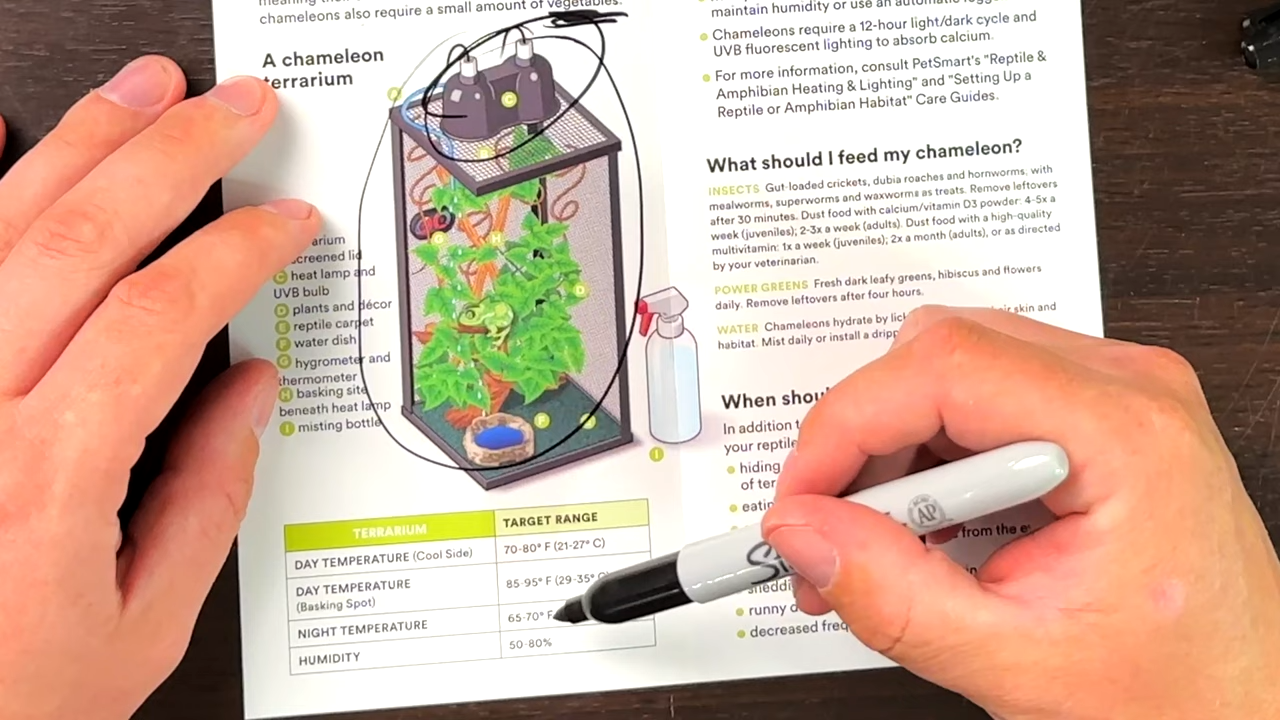 chameleons also require a small amount of vegetables.
A chameleon
terrarium
screened lid
C heat lamp and
UVB bulb
D plants and décor
E reptile carpet
F water dish
G hygrometer and
thermometer
H basking site
beneath heat lamp
I misting bottle
C
G
H
D
F
I
TERRARIUM TARGET RANGE
DAY TEMPERATURE (Cool Side) 70-80° F (21-27° C)
DAY TEMPERATURE
(Basking Spot) 85-95° F (29-35°
NIGHT TEMPERATURE 65-70° F
HUMIDITY 50-80%
maintain humidity or use an automatic
Chameleons require a 12-hour light/dark cycle and
UVB fluorescent lighting to absorb calcium.
For more information, consult PetSmart's "Reptile &
Amphibian Heating & Lighting" and "Setting Up a
Reptile or Amphibian Habitat" Care Guides.
What should I feed my chameleon?
INSECTS Gut-loaded crickets, dubia roaches and hornworms, with
mealworms, superworms and waxworms as treats. Remove leftovers
after 30 minutes. Dust food with calcium/vitamin D3 powder: 4-5x a
week (juveniles); 2-3x a week (adults). Dust food with a high-quality
multivitamin: 1x a week (juveniles); 2x a month (adults), or as directed
by your veterinarian.
POWER GREENS Fresh dark leafy greens, hibiscus and flowers
daily. Remove leftovers after four hours.
WATER Chameleons hydrate by skin and
habitat. Mist daily or install a
When
In addition
your reptile
hiding
of
from the
runny
decreased
AP